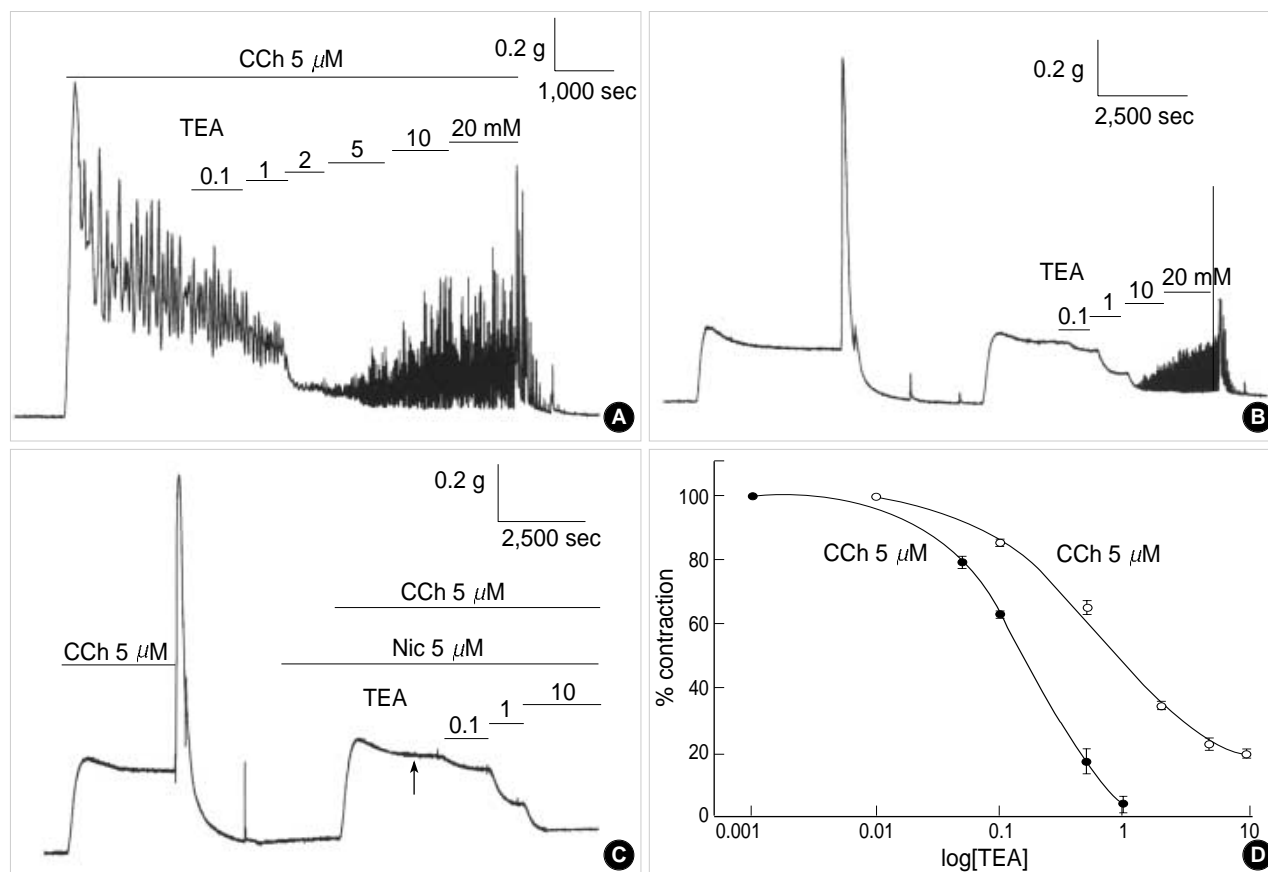 0.2 g
1,000 sec
CCh 5 μM
TEA
0.1
1
2
5
10
20 mM
A
0.2 g
2,500 sec
TEA
0.1
1
10
20 mM
B
0.2 g
2,500 sec
CCh 5 μM
CCh 5 μM
Nic 5 μM
TEA
0.1
1
10
C
% contraction
100
80
60
40
20
0
CCh 5 μM
CCh 5 μM
0.001
0.01
0.1
1
10
log[TEA]
D